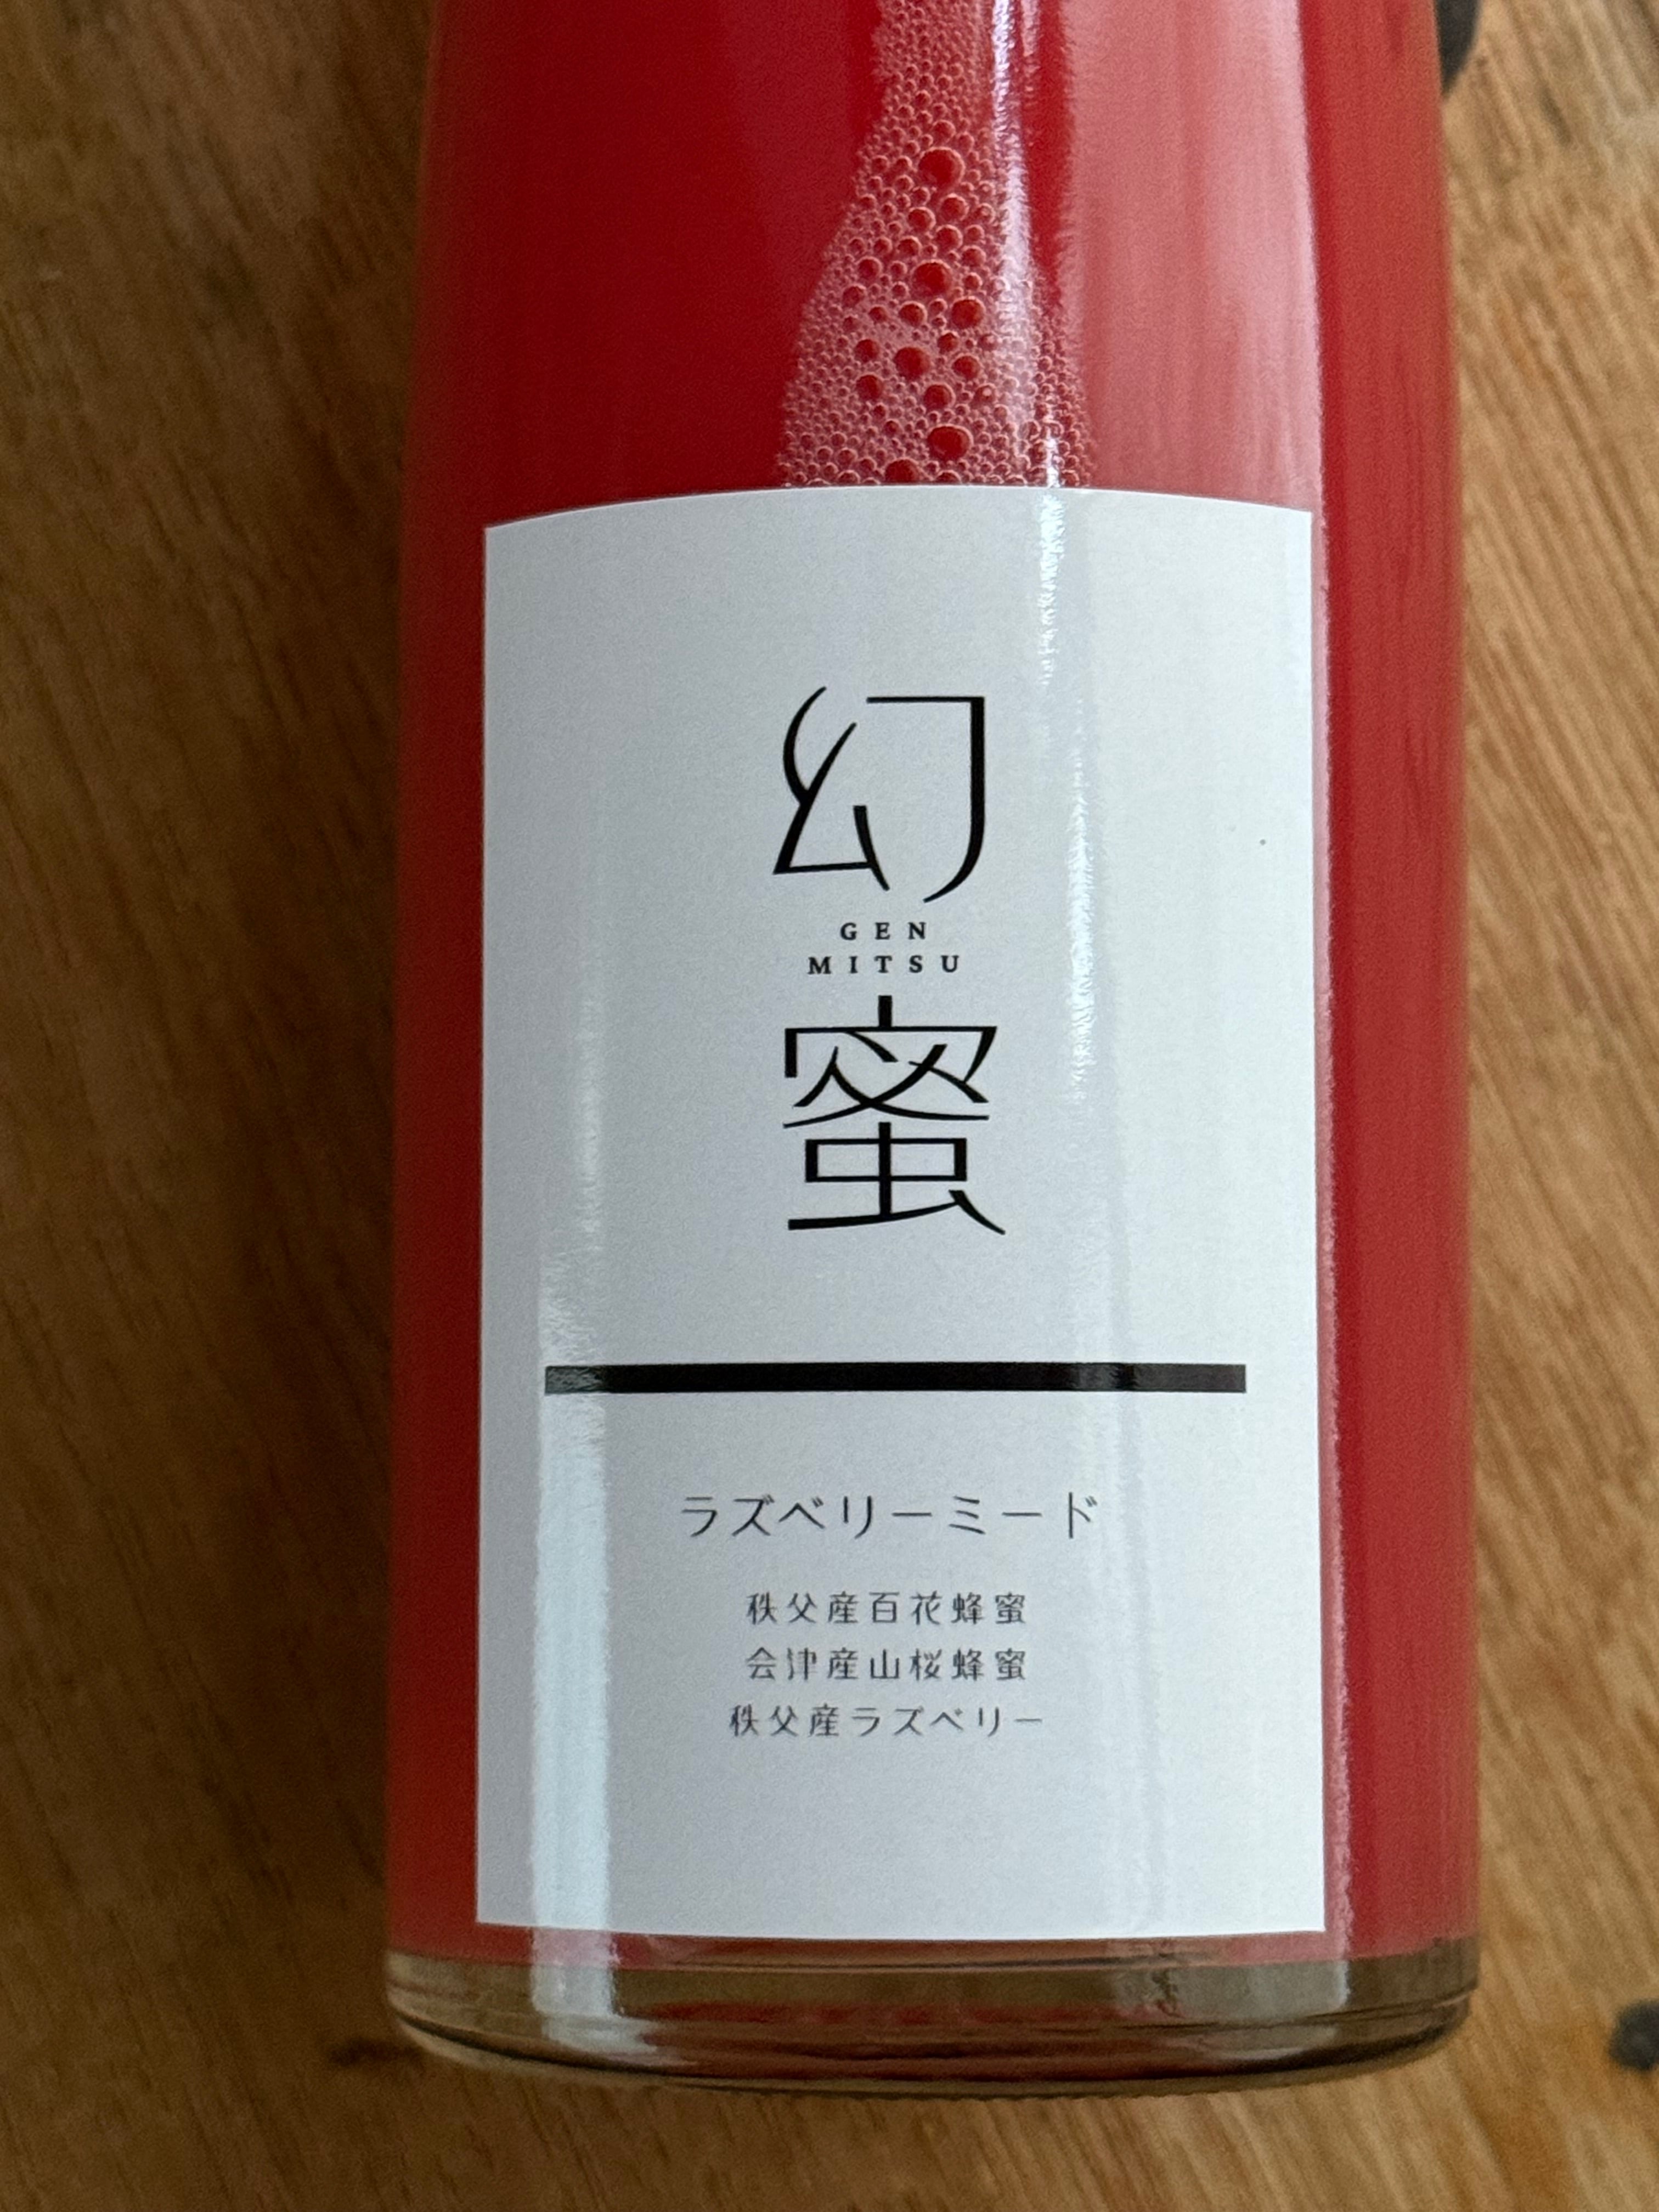 幻
GEN
MITSU
蜜
ラズベリーミード
秩父産百花蜂蜜
会津産山桜蜂蜜
秩父産ラズベリー